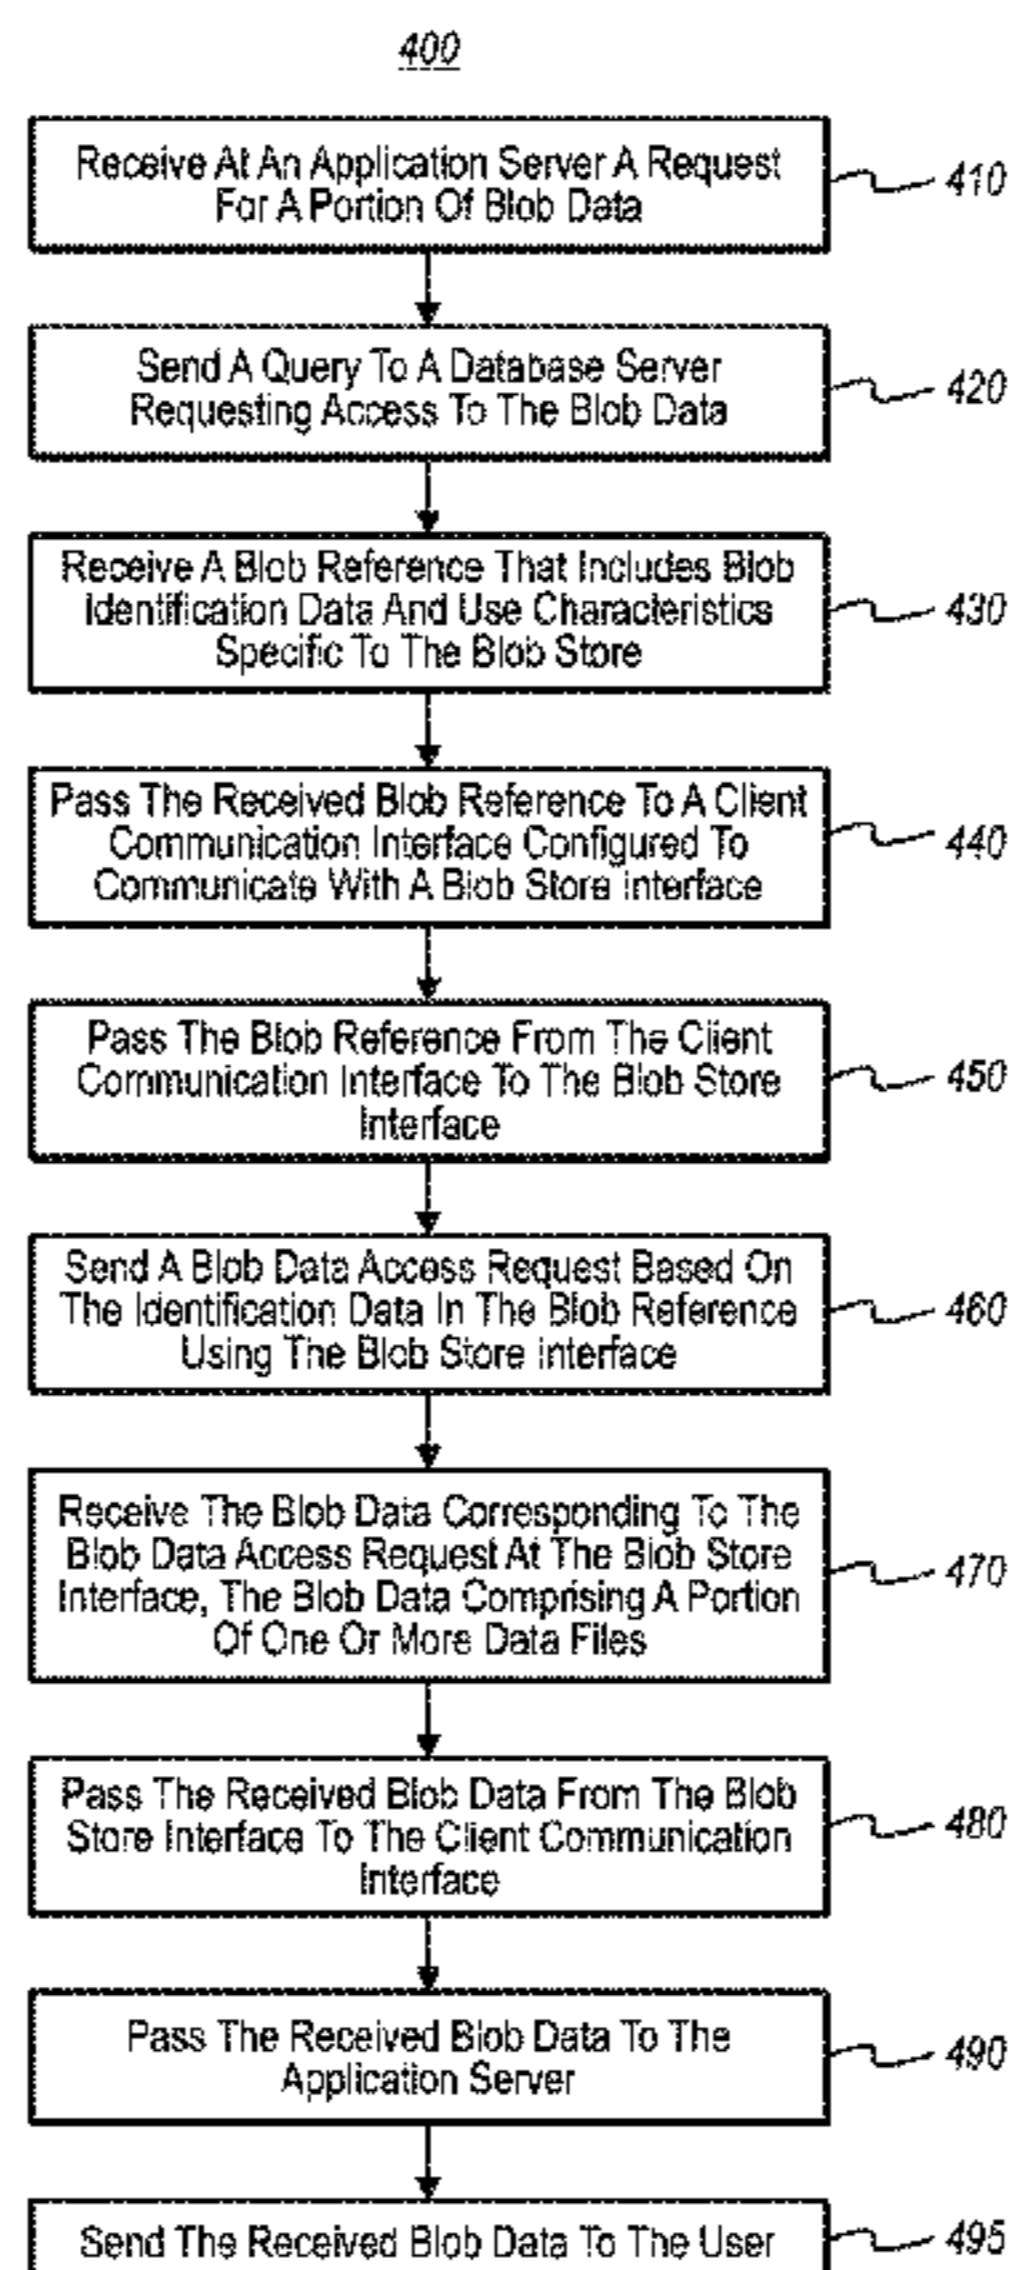 400
Receive At An Application Server A Request
For A Portion Of Blob Data
410
Send A Query To A Database Server
Requesting Access To The Blob Data
420
Receive A Blob Reference That Includes Blob
Identification Data And Use Characteristics
Specific To The Blob Store
430
Pass The Received Blob Reference To A Client
Communication Interface Configured To
Communicate With A Blob Store Interface
440
Pass The Blob Reference From The Client
Communication Interface To The Blob Store
Interface
450
Send A Blob Data Access Request Based On
The Identification Data In The Blob Reference
Using The Blob Store Interface
460
Receive The Blob Data Corresponding To The
Blob Data Access Request At The Blob Store
Interface, The Blob Data Comprising A Portion
Of One Or More Data Files
470
Pass The Received Blob Data From The Blob
Store Interface To The Client Communication
Interface
480
Pass The Received Blob Data To The
Application Server
490
Send The Received Blob Data To The User
495